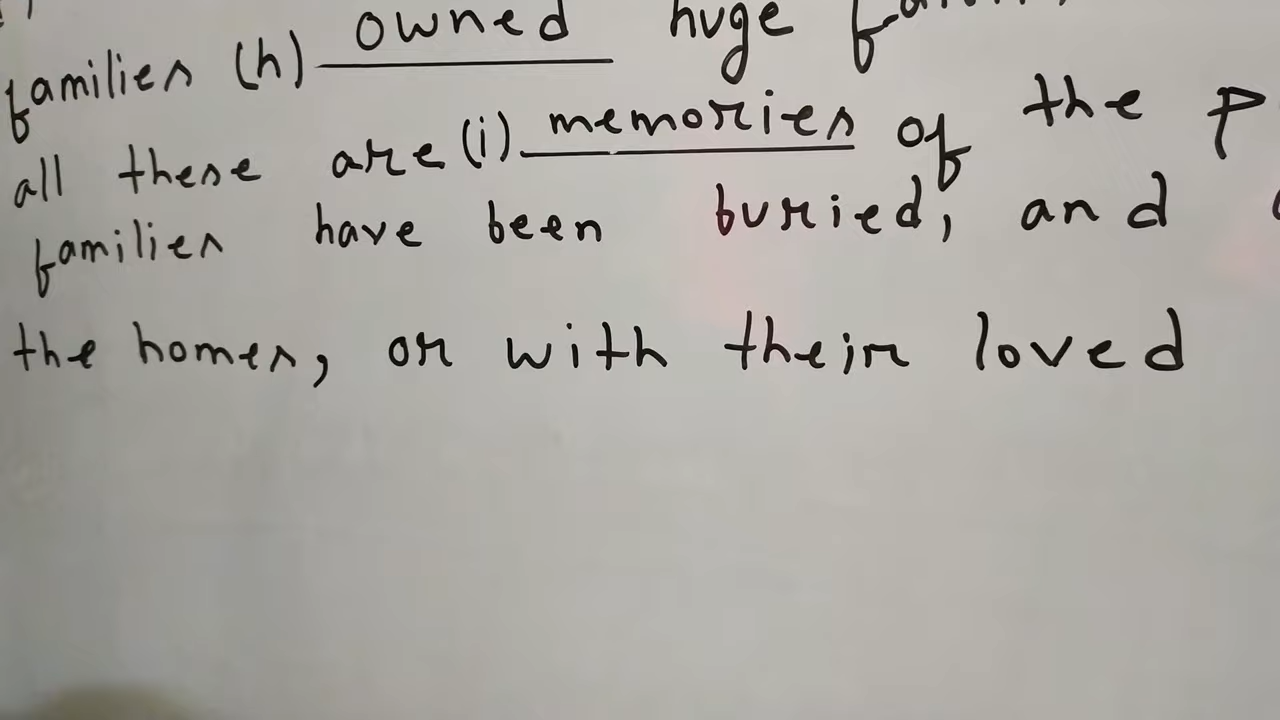 families (h) owned huge
all these are (i) memories of the
families have been buried, and
the homes, or with their loved